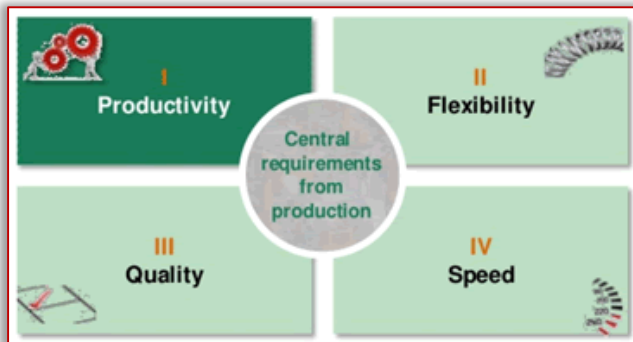 I
Productivity
II
Flexibility
Central
requirements
from
production
III
Quality
IV
Speed